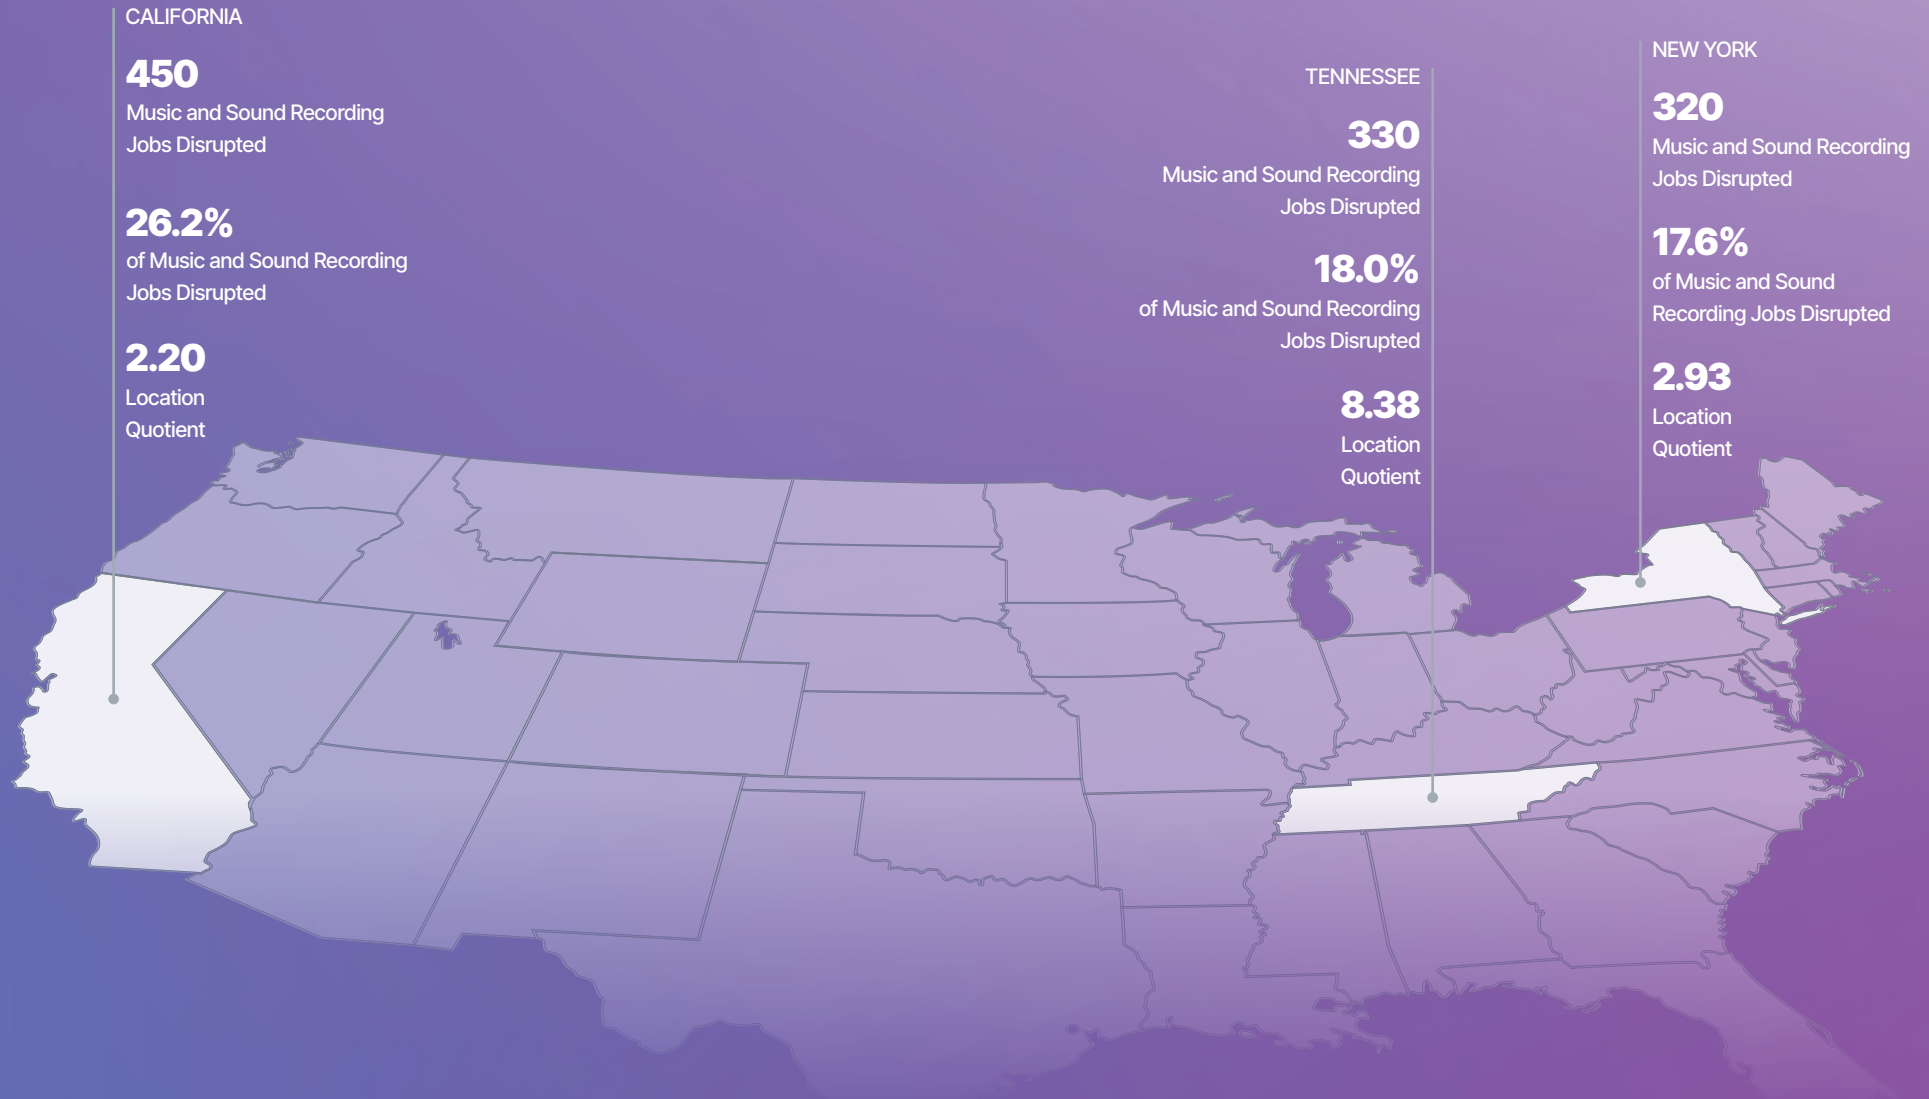 CALIFORNIA
450
Music and Sound Recording
Jobs Disrupted
26.2%
of Music and Sound Recording
Jobs Disrupted
2.20
Location
Quotient
TENNESSEE
330
Music and Sound Recording
Jobs Disrupted
18.0%
of Music and Sound Recording
Jobs Disrupted
8.38
Location
Quotient
NEW YORK
320
Music and Sound Recording
Jobs Disrupted
17.6%
of Music and Sound
Recording Jobs Disrupted
2.93
Location
Quotient